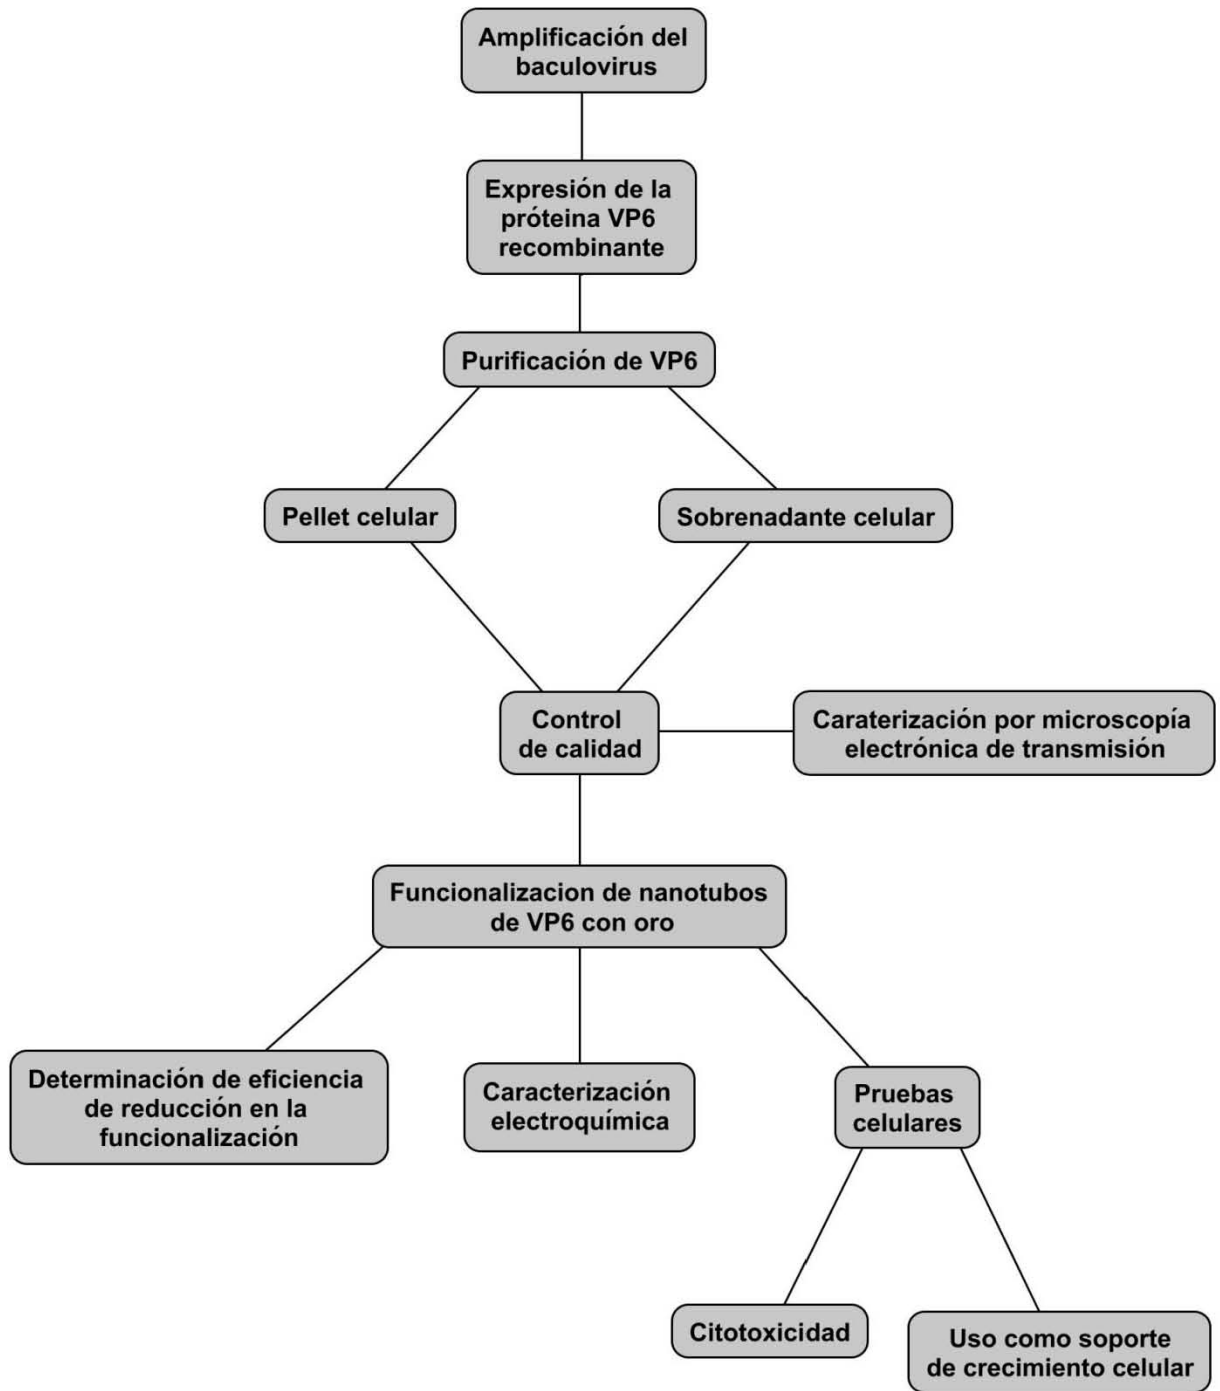 Amplificación del
baculovirus
Expresión de la
próteina VP6
recombinante
Purificación de VP6
Pellet celular
Sobrenadante celular
Control
de calidad
Caraterización por microscopía
electrónica de transmisión
Funcionalizacion de nanotubos
de VP6 con oro
Determinación de eficiencia
de reducción en la
funcionalización
Caracterización
electroquímica
Pruebas
celulares
Citotoxicidad
Uso como soporte
de crecimiento celular